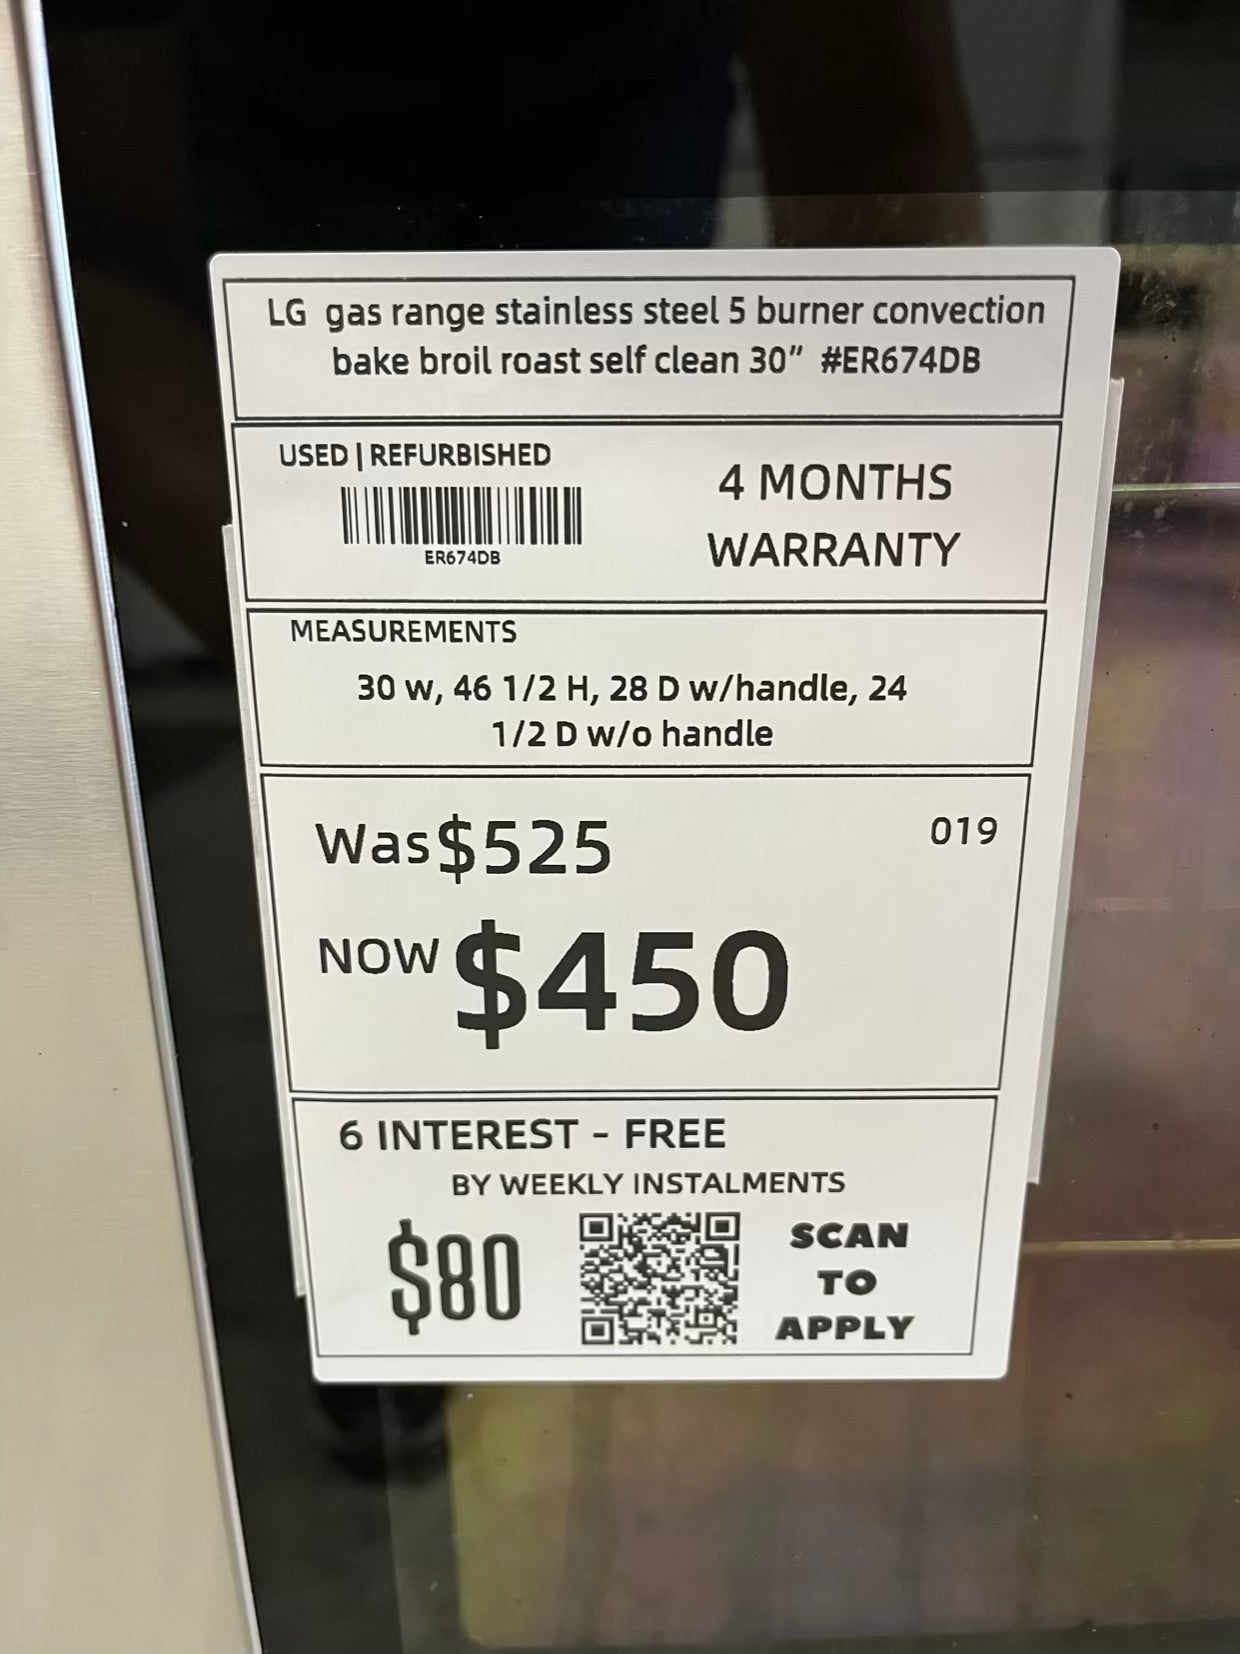 LG gas range stainless steel 5 burner convection
bake broil roast self clean 30" #ER674DB
USED | REFURBISHED
ER674DB
4 MONTHS
WARRANTY
MEASUREMENTS
30 w, 46 1/2 H, 28 D w/handle, 24
1/2 D w/o handle
Was $525
019
NOW $450
6 INTEREST - FREE
BY WEEKLY INSTALMENTS
$80
SCAN
TO
APPLY